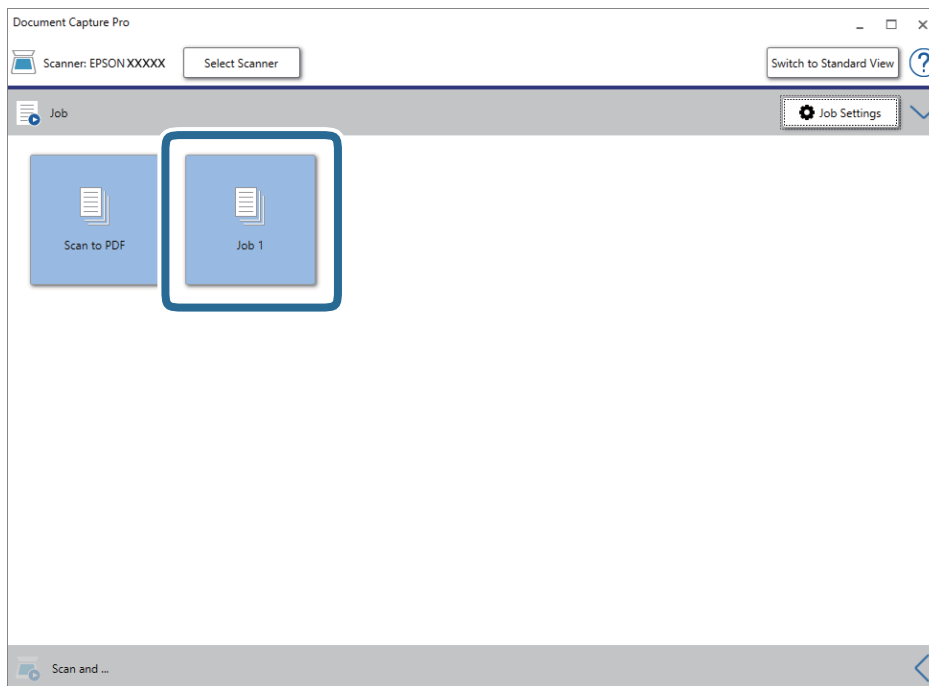 Document Capture Pro
Scanner: EPSON XXXXX
Select Scanner
Switch to Standard View
?
Job
Job Settings
Scan to PDF
Job 1
Scan and ...